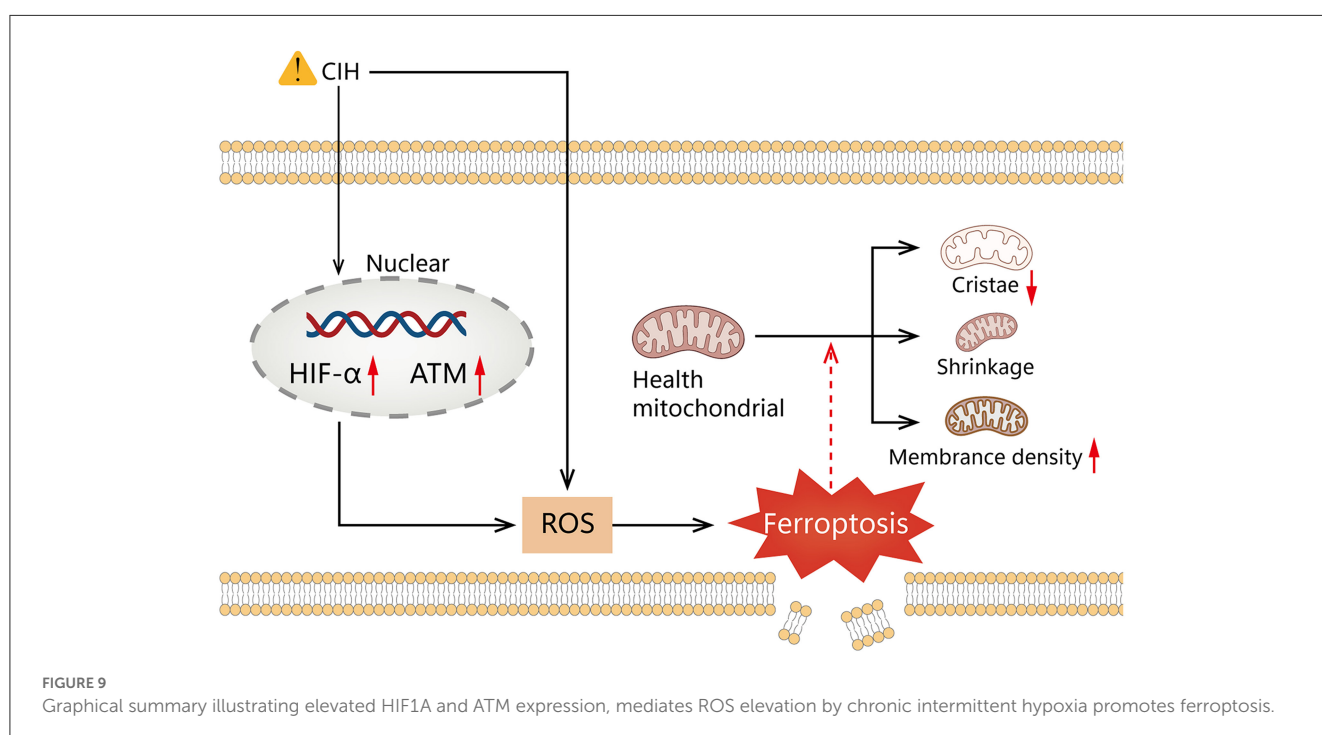 CIH
Nuclear
HIF-α ATM
Health
mitochondrial
Cristae
Shrinkage
Membrance density
ROS
Ferroptosis
FIGURE 9
Graphical summary illustrating elevated HIF1A and ATM expression, mediates ROS elevation by chronic intermittent hypoxia promotes ferroptosis.